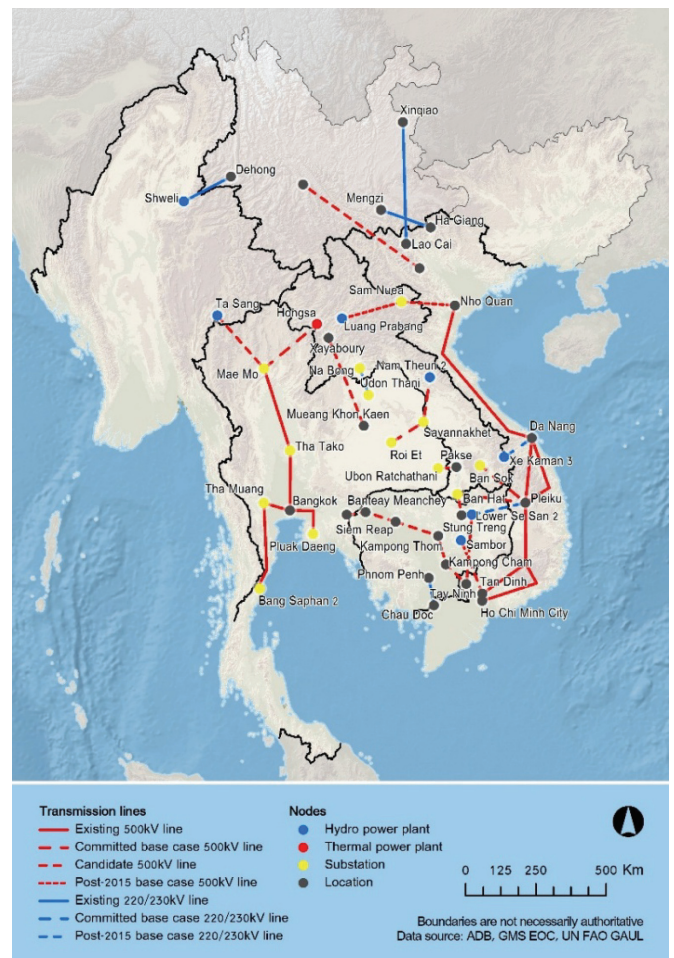 Xinqiao
Dehong
Shweli
Mengzi
Ha Giang
Lao Cai
Sam Nuea
Nho Quan
Ta Sang
Hongsa
Luang Prabang
Xayaboury
Mae Mo
Na Bong
Nam Theun 2
Udon Thani
Mueang Khon Kaen
Savannakhet
Da Nang
Tha Tako
Roi Et
Pakse
Xe Kaman 3
Ubon Ratchathani
Ban Sok
Tha Muang
Bangkok
Banteay Meanchey
Ban Hat
Pleiku
Siem Reap
Stung Treng
Lower Se San 2
Pluak Daeng
Kampong Thom
Sambor
Kampong Cham
Phnom Penh
Tan Dinh
Tay Ninh
Bang Saphan 2
Chau Doc
Ho Chi Minh City
Transmission lines
Existing 500kV line
Committed base case 500kV line
Candidate 500kV line
Post-2015 base case 500kV line
Existing 220/230kV line
Committed base case 220/230kV line
Post-2015 base case 220/230kV line
Nodes
Hydro power plant
Thermal power plant
Substation
Location
0 125 250 500 Km
Boundaries are not necessarily authoritative
Data source: ADB, GMS EOC, UN FAO GAUL